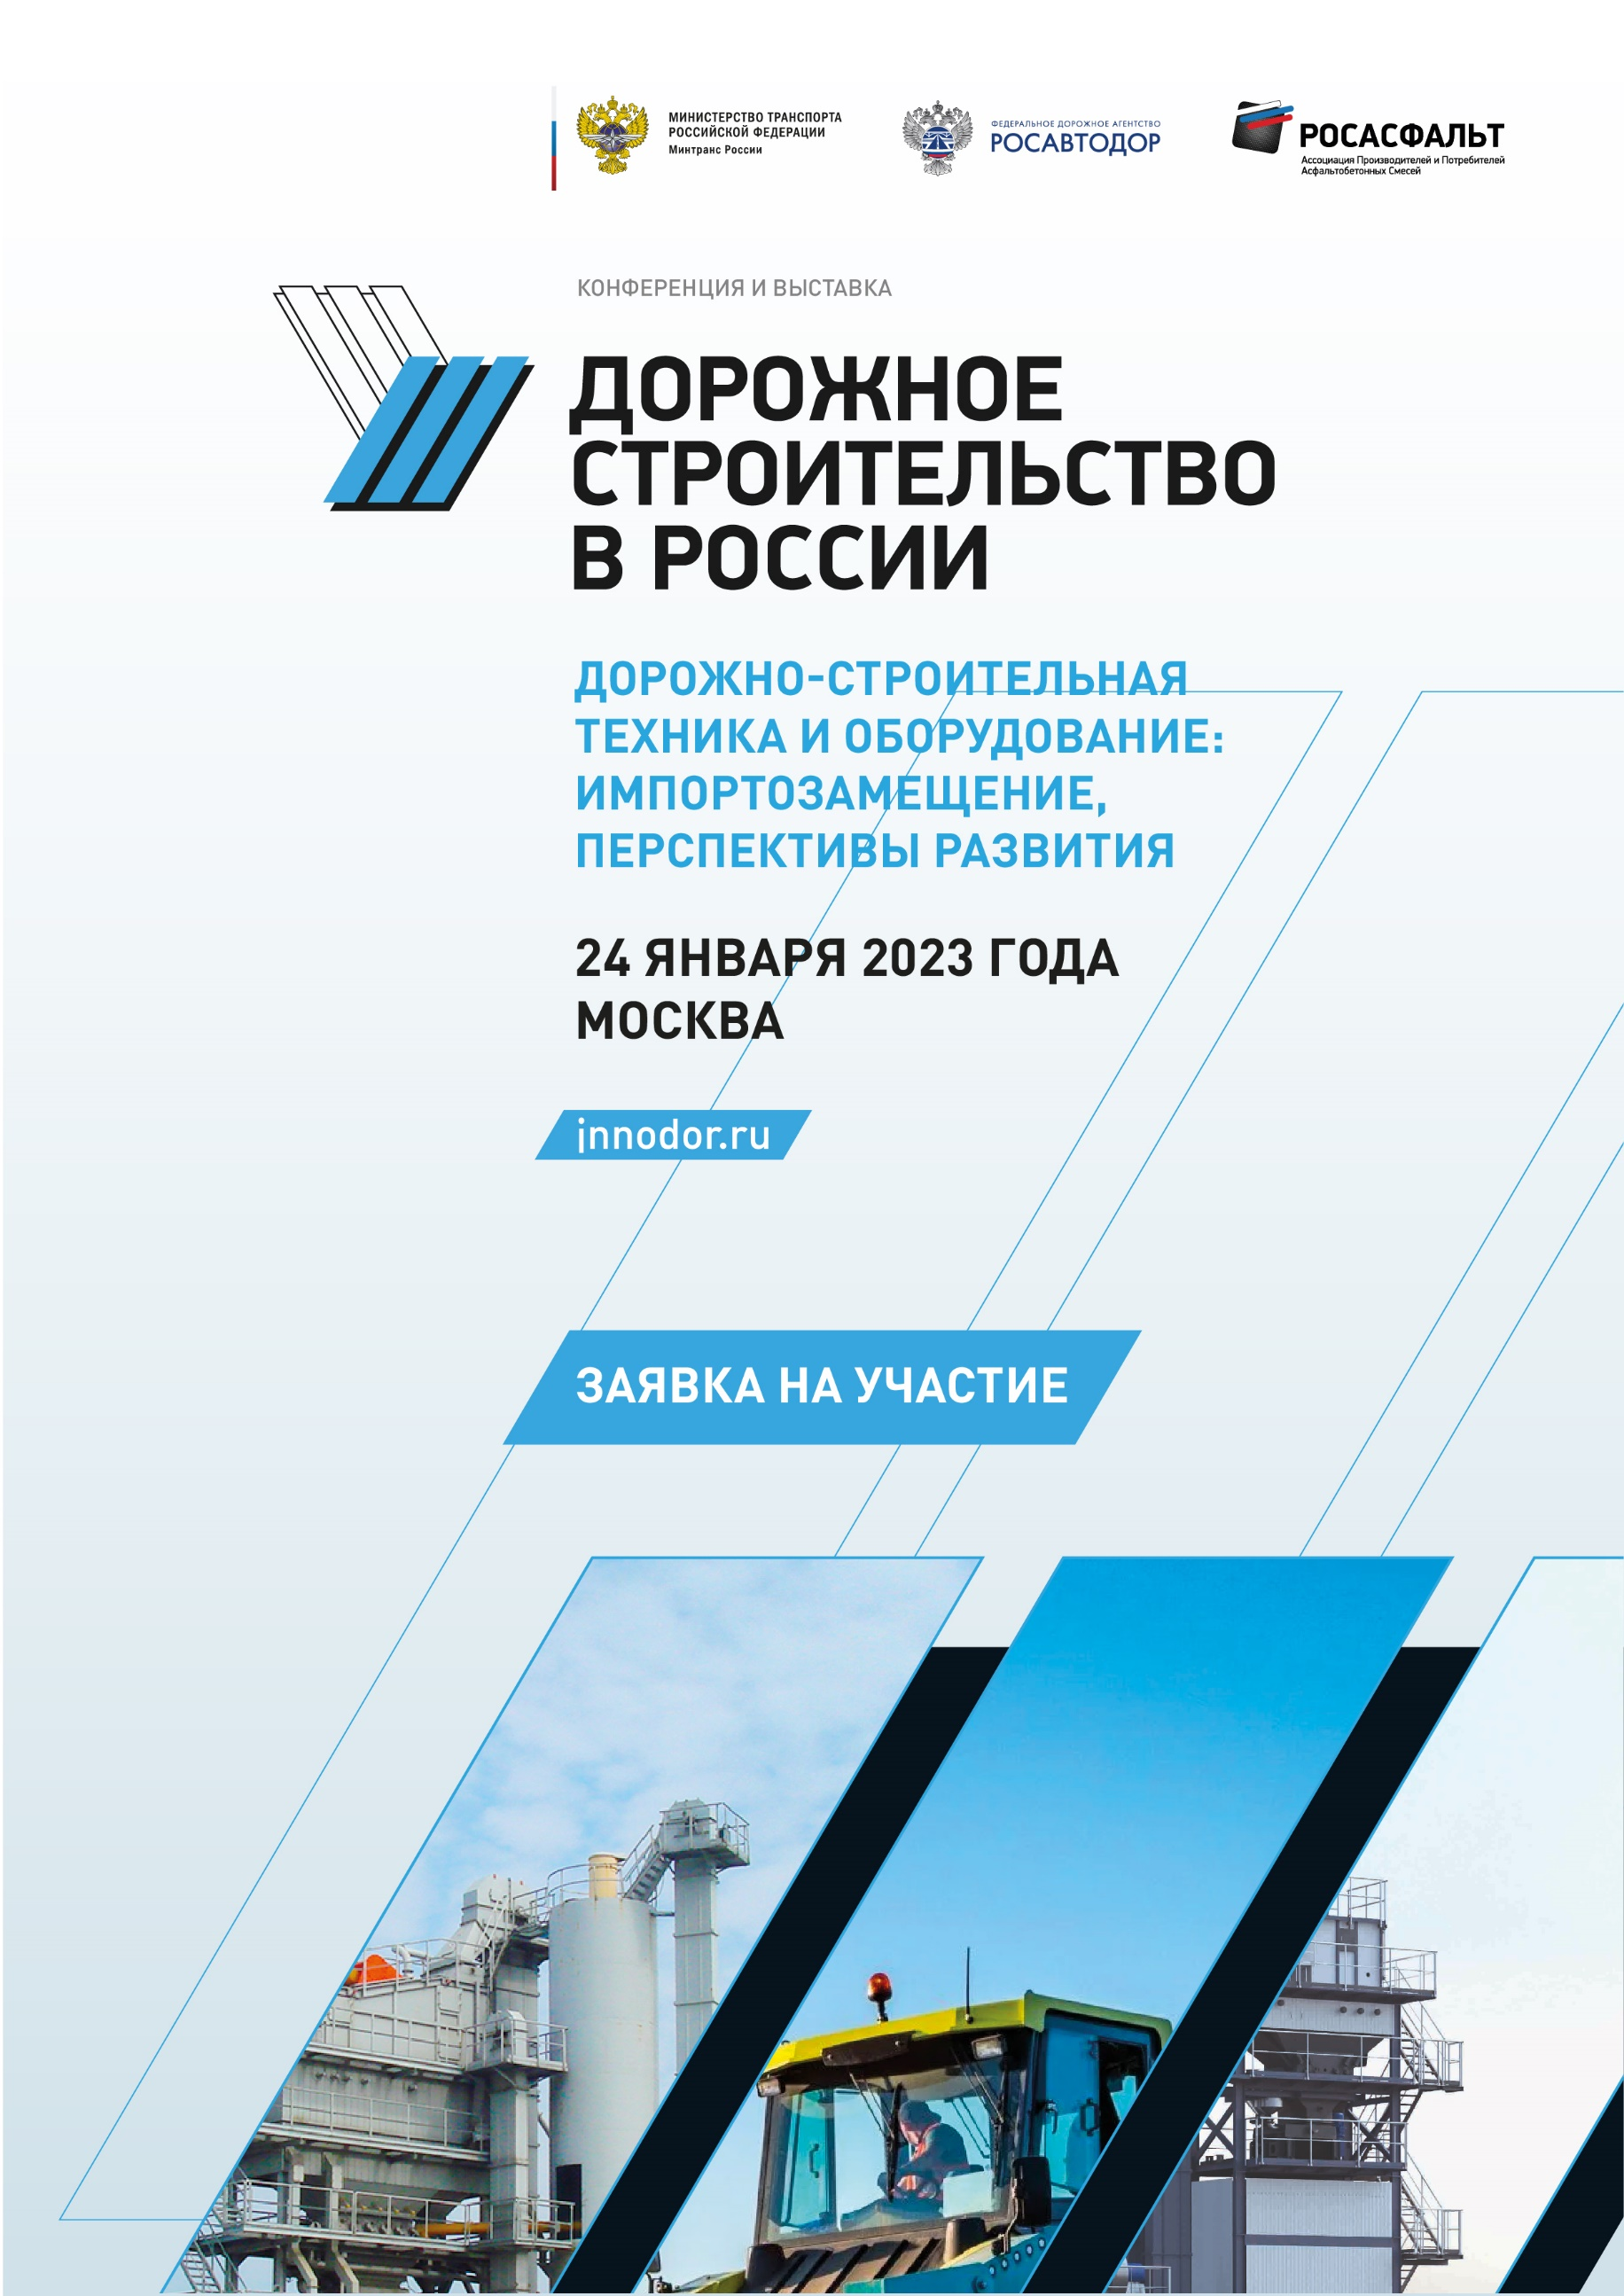 МИНИСТЕРСТВО ТРАНСПОРТА
РОССИЙСКОЙ ФЕДЕРАЦИИ
Минтранс России
ФЕДЕРАЛЬНОЕ ДОРОЖНОЕ АГЕНТСТВО
РОСАВТОДОР
РОСАСФАЛЬТ
Ассоциация Производителей и Потребителей
Асфальтобетонных Смесей
КОНФЕРЕНЦИЯ И ВЫСТАВКА
ДОРОЖНОЕ
СТРОИТЕЛЬСТВО
В РОССИИ
ДОРОЖНО-СТРОИТЕЛЬНАЯ
ТЕХНИКА И ОБОРУДОВАНИЕ:
ИМПОРТОЗАМЕЩЕНИЕ,
ПЕРСПЕКТИВЫ РАЗВИТИЯ
24 ЯНВАРЯ 2023 ГОДА
МОСКВА
innodor.ru
ЗАЯВКА НА УЧАСТИЕ